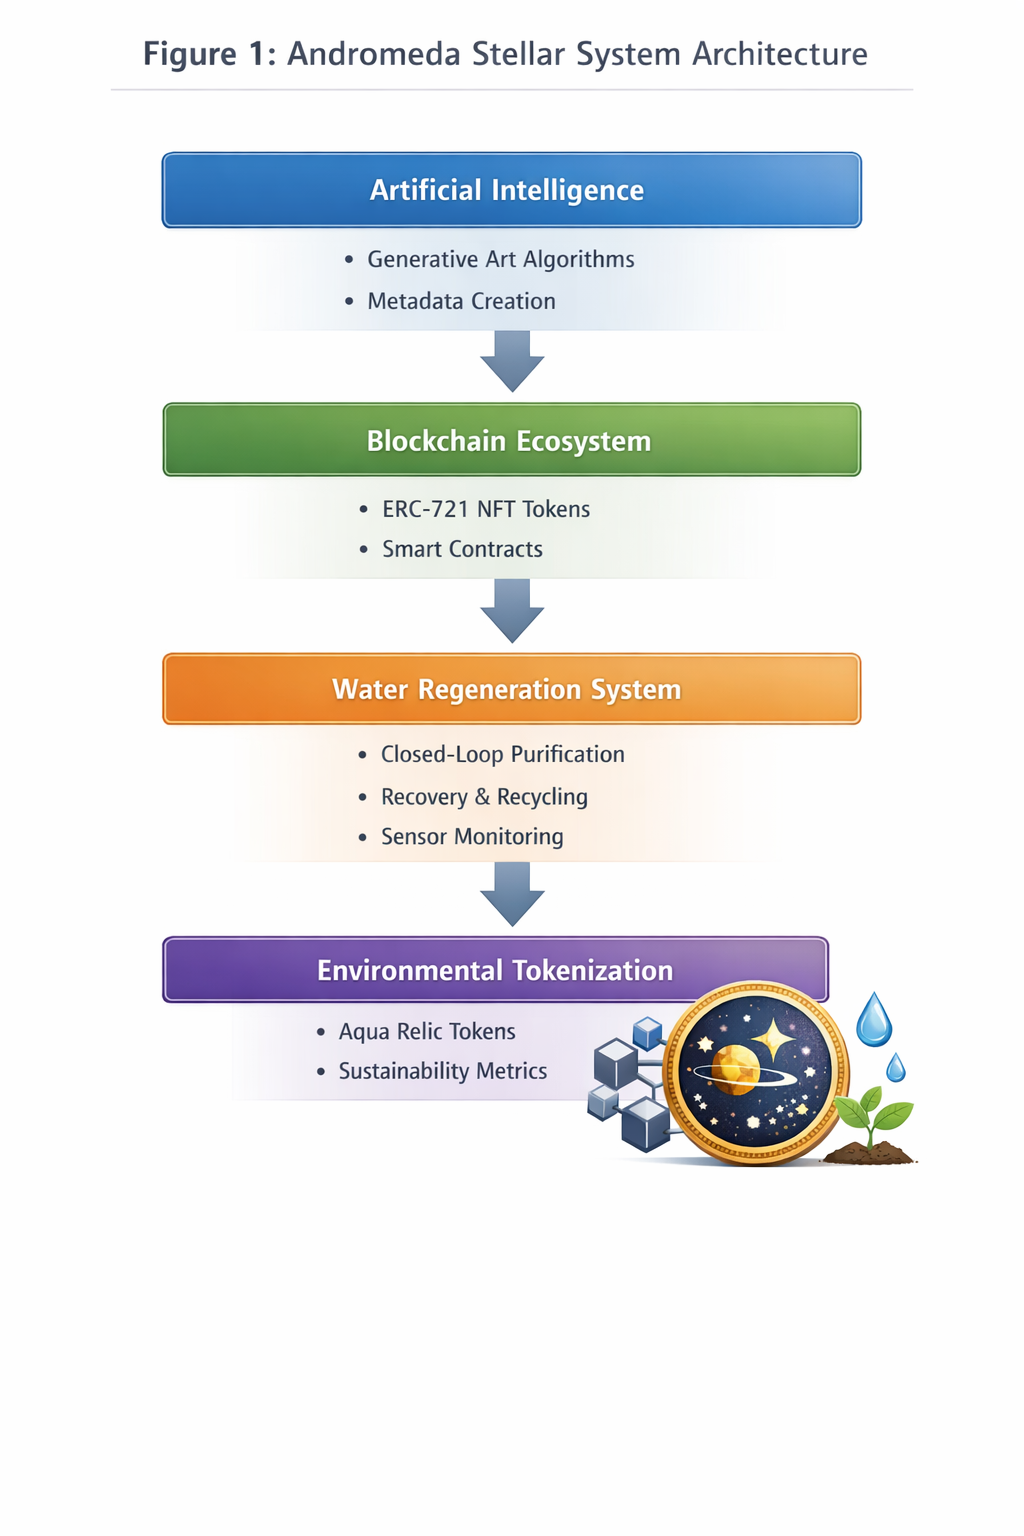 Figure 1: Andromeda Stellar System Architecture
Artificial Intelligence
• Generative Art Algorithms
• Metadata Creation
Blockchain Ecosystem
• ERC-721 NFT Tokens
• Smart Contracts
Water Regeneration System
• Closed-Loop Purification
• Recovery & Recycling
• Sensor Monitoring
Environmental Tokenization
• Aqua Relic Tokens
• Sustainability Metrics